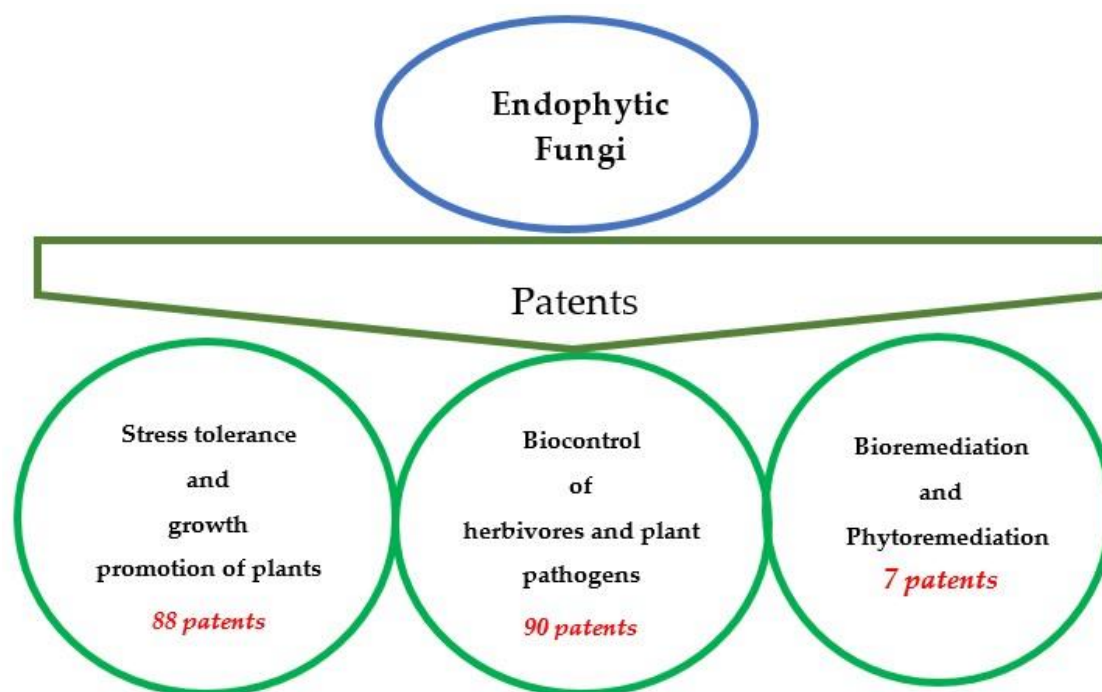 Endophytic
Fungi
Patents
Stress tolerance
and
growth
promotion of plants
88 patents
Biocontrol
of
herbivores and plant
pathogens
90 patents
Bioremediation
and
Phytoremediation
7 patents